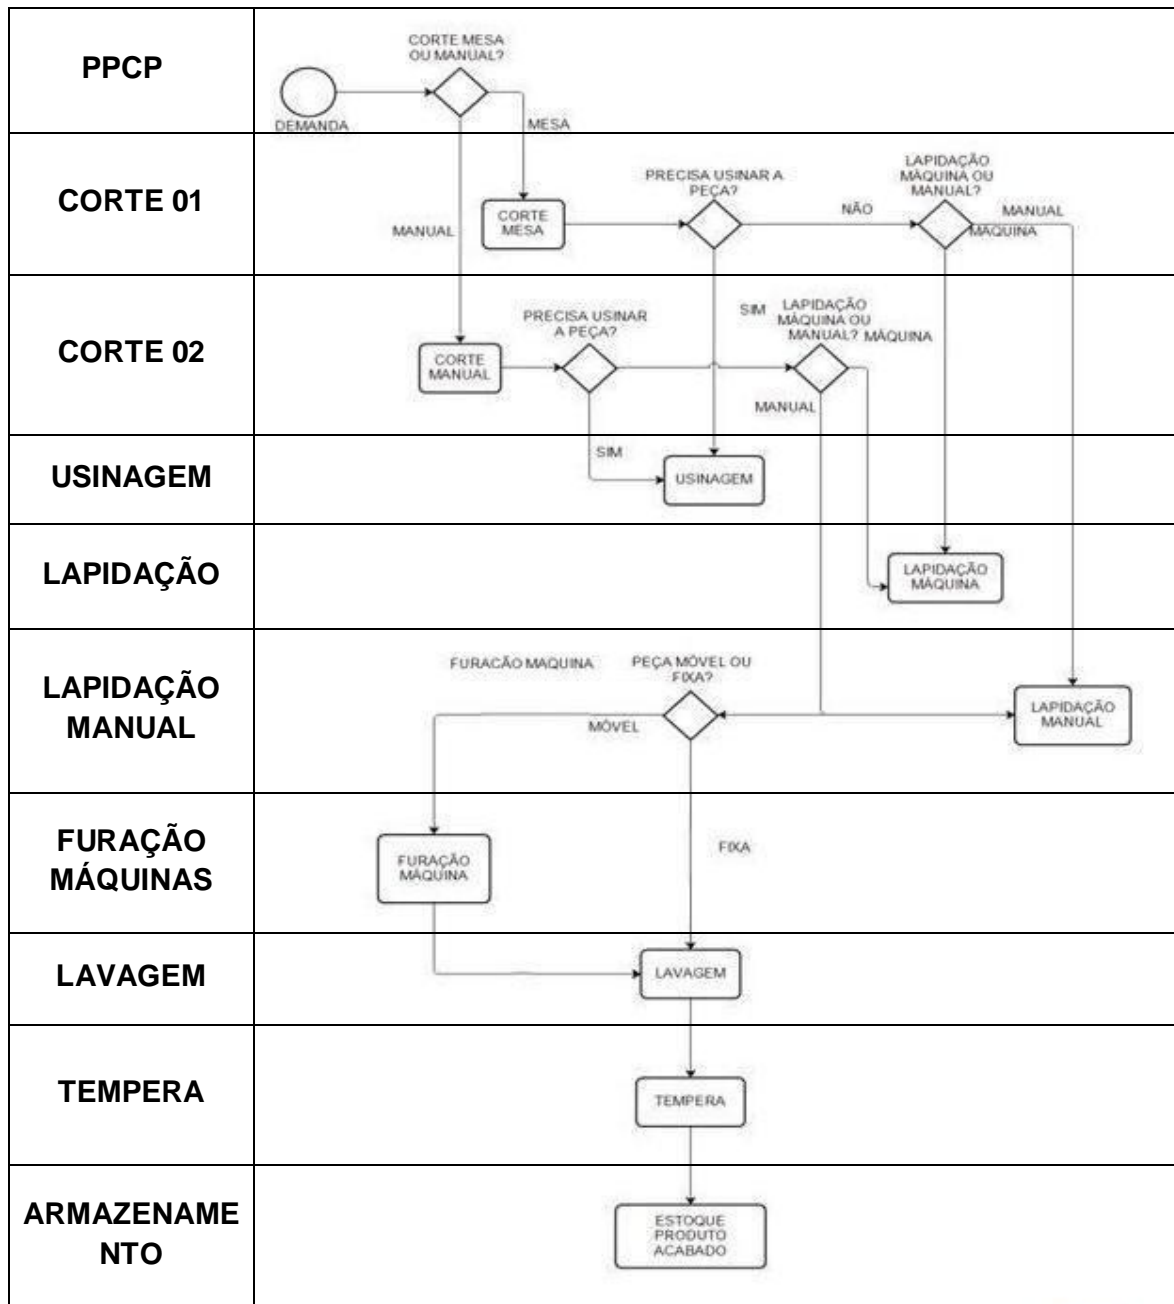 PPCP
CORTE MESA
OU MANUAL?
DEMANDA
MESA
CORTE 01
MANUAL
CORTE
MESA
PRECISA USINAR A
PEÇA?
NÃO
LAPIDAÇÃO
MÁQUINA OU
MANUAL?
MANUAL
MÁQUINA
CORTE 02
CORTE
MANUAL
PRECISA USINAR
A PEÇA?
SIM
LAPIDAÇÃO
MÁQUINA OU
MANUAL?
MÁQUINA
MANUAL
USINAGEM
SIM
USINAGEM
LAPIDAÇÃO
LAPIDAÇÃO
MÁQUINA
LAPIDAÇÃO
MANUAL
FURACÃO MAQUINA
PEÇA MÓVEL OU
FIXA?
MÓVEL
LAPIDAÇÃO
MANUAL
FURAÇÃO
MÁQUINAS
FURAÇÃO
MÁQUINA
FIXA
LAVAGEM
LAVAGEM
TEMPERA
TEMPERA
ARMAZENAME
NTO
ESTOQUE
PRODUTO
ACABADO